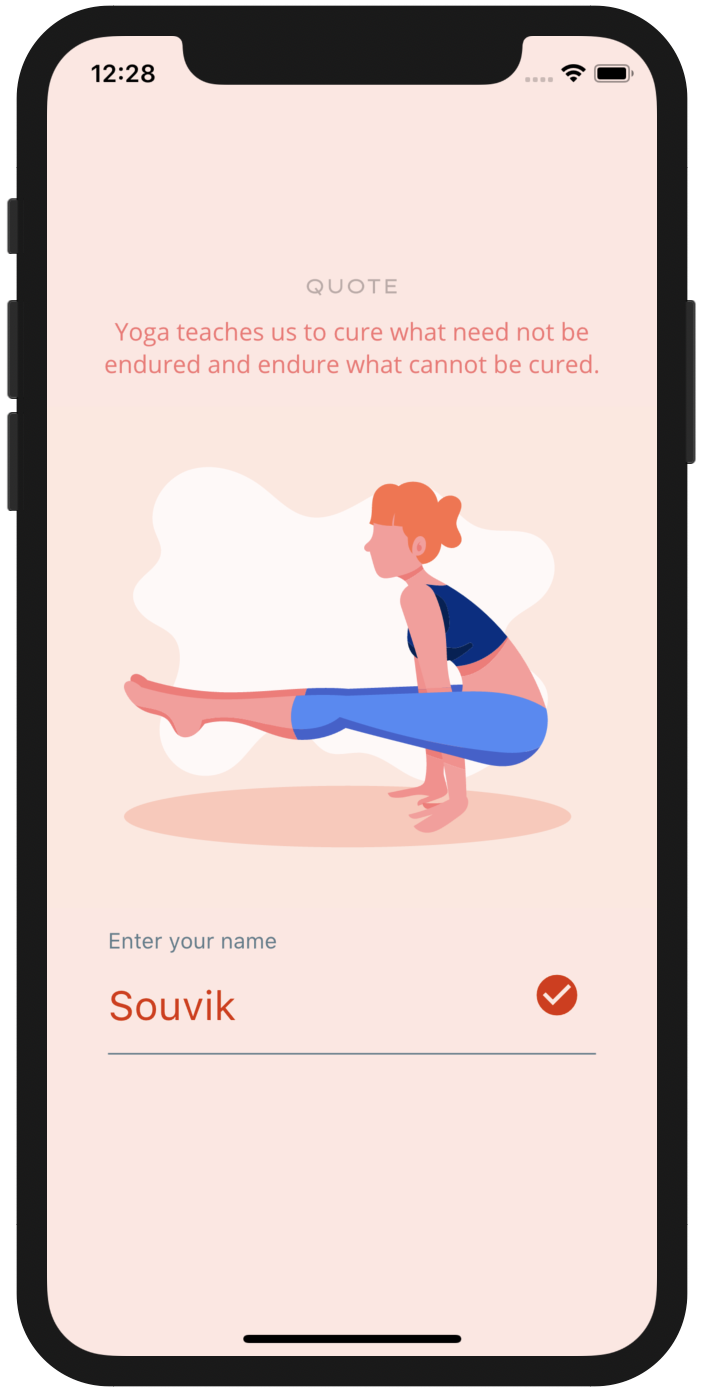 12:28
QUOTE
Yoga teaches us to cure what need not be
endured and endure what cannot be cured.
Enter your name
Souvik